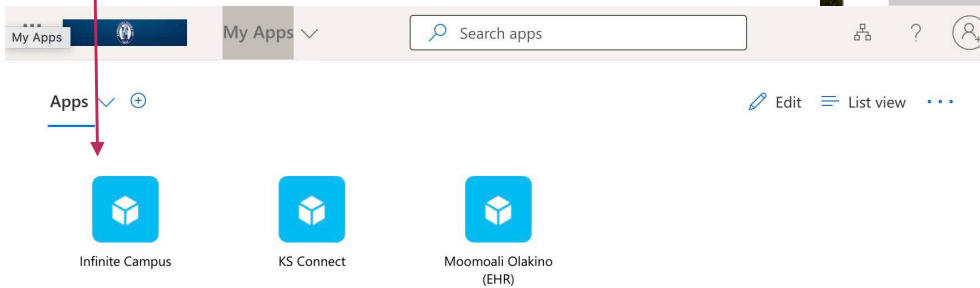 My Apps
My Apps
Search apps
?
Apps
Edit
List view
Infinite Campus
KS Connect
Moomoali Olakino
(EHR)